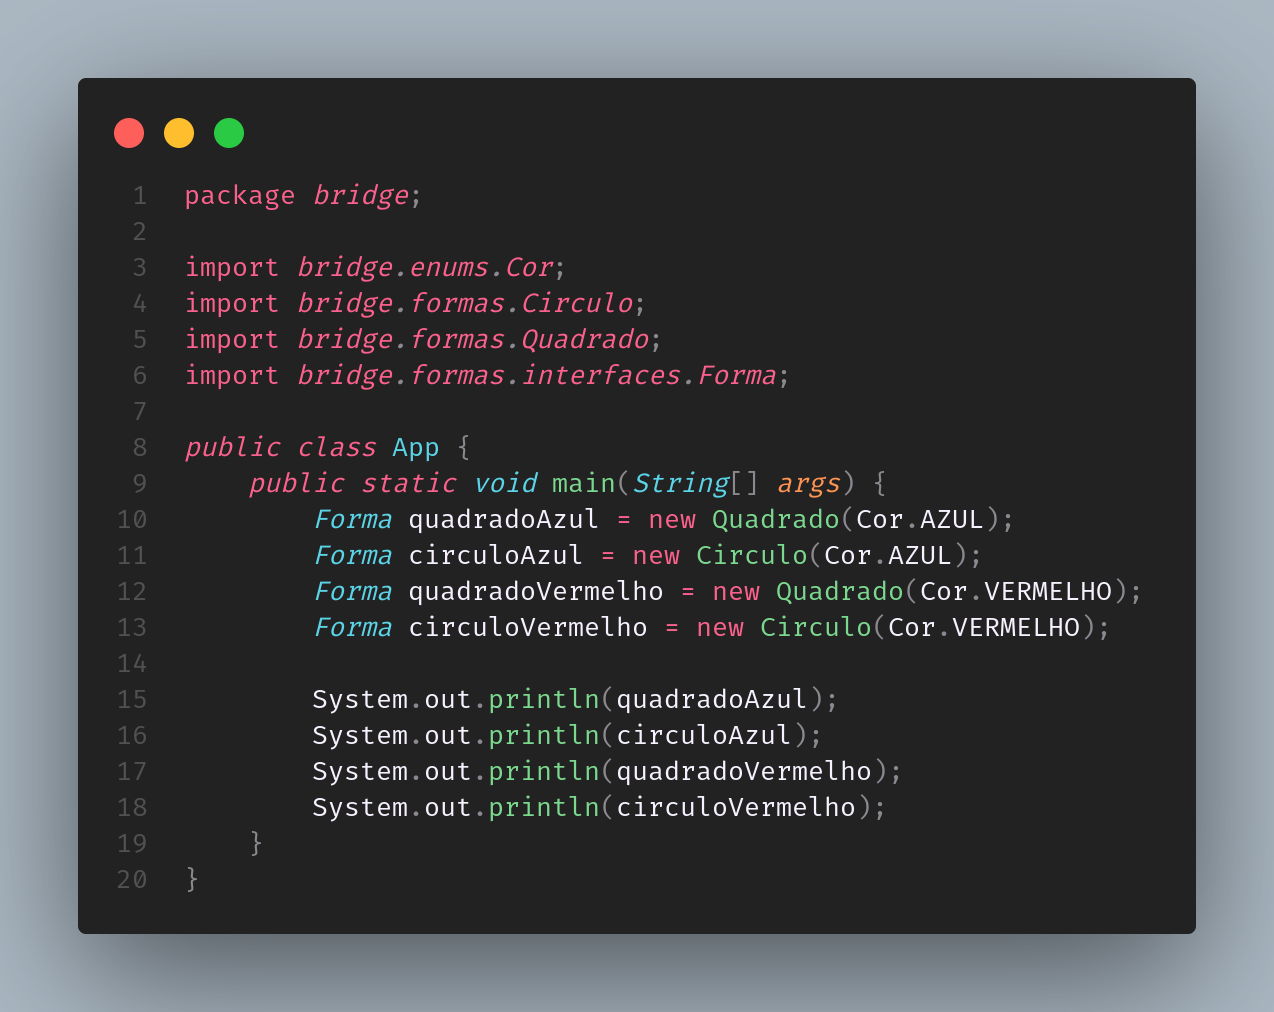 1 package bridge;
2
3 import bridge.enums.Cor;
4 import bridge.formas.Circulo;
5 import bridge.formas.Quadrado;
6 import bridge.formas.interfaces.Forma;
7
8 public class App {
9     public static void main(String[] args) {
10         Forma quadradoAzul = new Quadrado(Cor.AZUL);
11         Forma circuloAzul = new Circulo(Cor.AZUL);
12         Forma quadradoVermelho = new Quadrado(Cor.VERMELHO);
13         Forma circuloVermelho = new Circulo(Cor.VERMELHO);
14
15         System.out.println(quadradoAzul);
16         System.out.println(circuloAzul);
17         System.out.println(quadradoVermelho);
18         System.out.println(circuloVermelho);
19     }
20 }